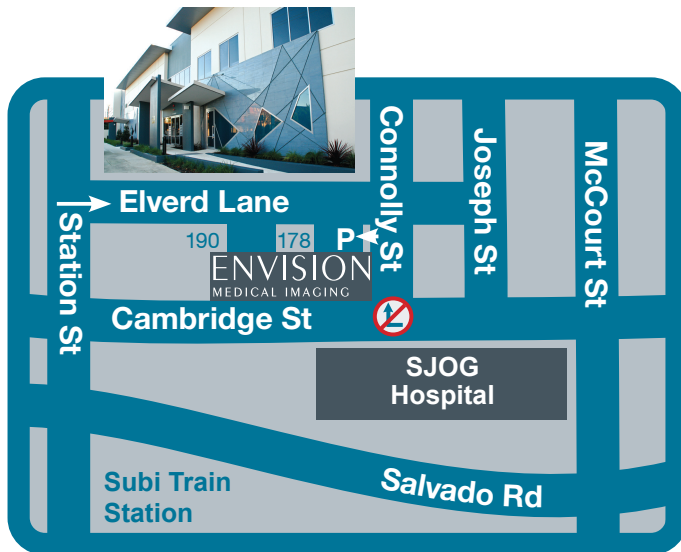 Connolly St
Joseph St
McCourt St
Elverd Lane
Station St
190
178
P
ENVISION
MEDICAL IMAGING
Cambridge St
SJOG
Hospital
Salvado Rd
Subi Train
Station